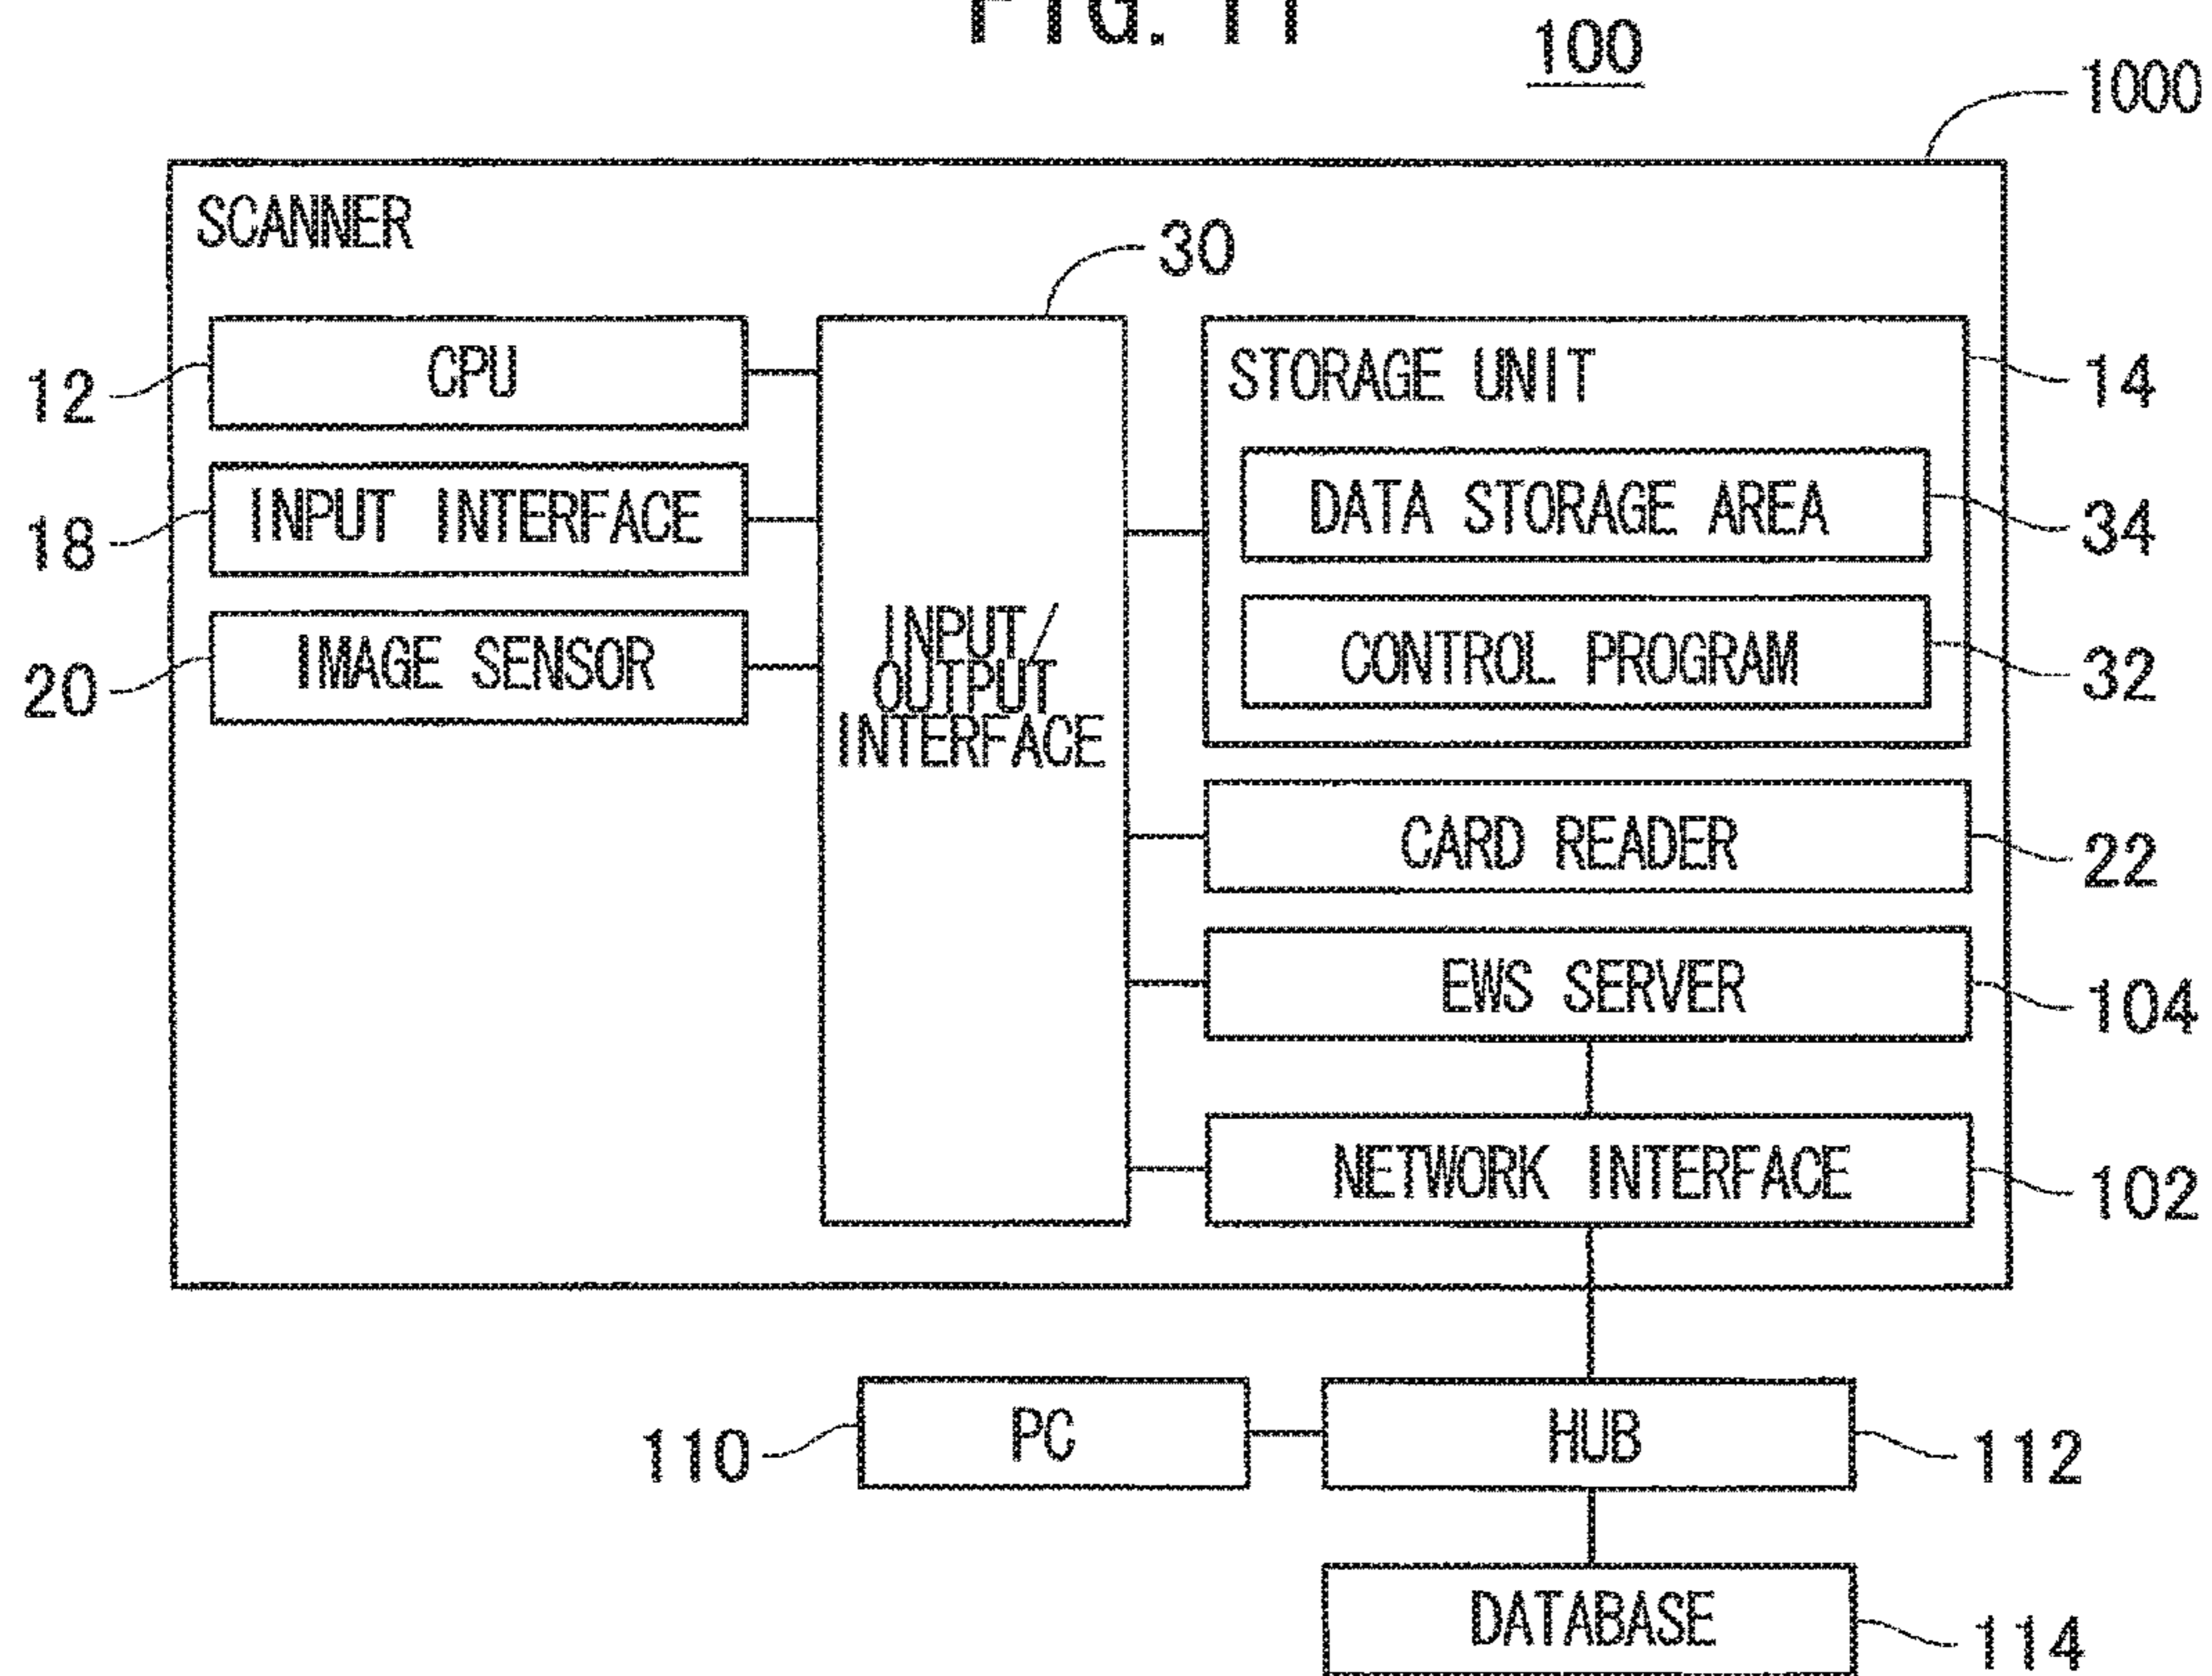 FIG. 11
100
1000
SCANNER
30
12
CPU
STORAGE UNIT
14
18
INPUT INTERFACE
DATA STORAGE AREA
34
20
IMAGE SENSOR
INPUT/
OUTPUT
INTERFACE
CONTROL PROGRAM
32
CARD READER
22
EWS SERVER
104
NETWORK INTERFACE
102
110
PC
HUB
112
DATABASE
114